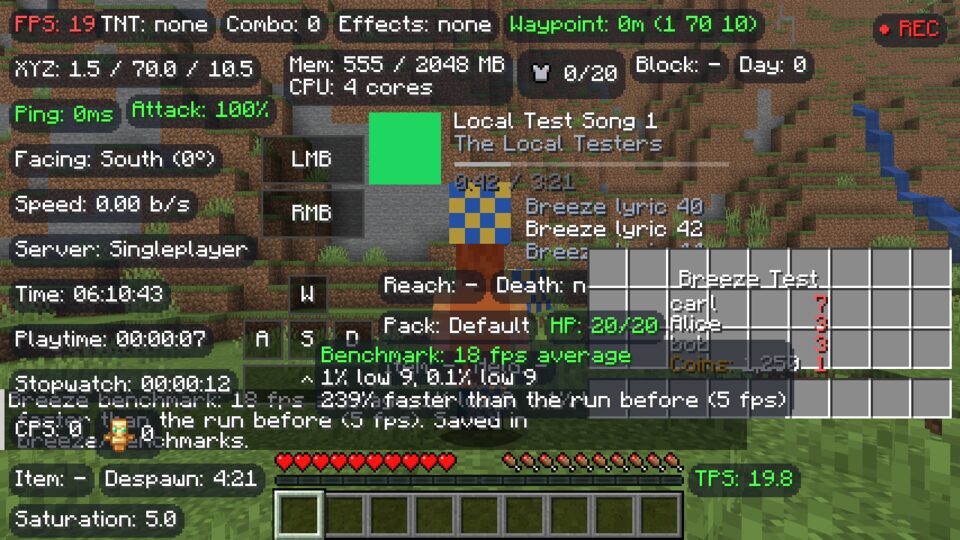 FPS: 19
TNT: none
Combo: 0
Effects: none
Waypoint: 0m (1 70 10)
REC
XYZ: 1.5 / 70.0 / 10.5
Mem: 555 / 2048 MB
CPU: 4 cores
0/20
Block: -
Day: 0
Ping: 0ms
Attack: 100%
Local Test Song 1
The Local Testers
0:42 / 3:21
Facing: South (0°)
LMB
RMB
Speed: 0.00 b/s
Breeze lyric 40
Breeze lyric 42
Breeze lyric
Server: Singleplayer
Reach: -
Death: n
Breeze Test
carl 7
Alice 3
bob 3
Coins: 1,250 1
Time: 06:10:43
W
A
S
D
Pack: Default
HP: 20/20
Playtime: 00:00:07
Benchmark: 18 fps average
1% low 9, 0.1% low 9
239% faster than the run before (5 fps)
Stopwatch: 00:00:12
Breeze benchmark: 18 fps
faster than the run before (5 fps). Saved in
breeze/benchmarks.
CPS: 0
0
Item: -
Despawn: 4:21
TPS: 19.8
Saturation: 5.0